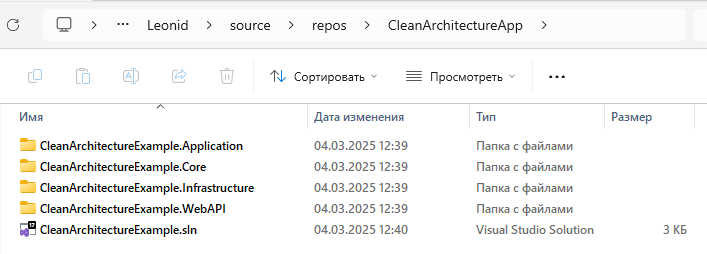 Leonid source repos CleanArchitectureApp
Сортировать Просмотреть
Имя Дата изменения Тип Размер
CleanArchitectureExample.Application 04.03.2025 12:39 Папка с файлами
CleanArchitectureExample.Core 04.03.2025 12:39 Папка с файлами
CleanArchitectureExample.Infrastructure 04.03.2025 12:39 Папка с файлами
CleanArchitectureExample.WebAPI 04.03.2025 12:39 Папка с файлами
CleanArchitectureExample.sln 04.03.2025 12:40 Visual Studio Solution 3 КБ